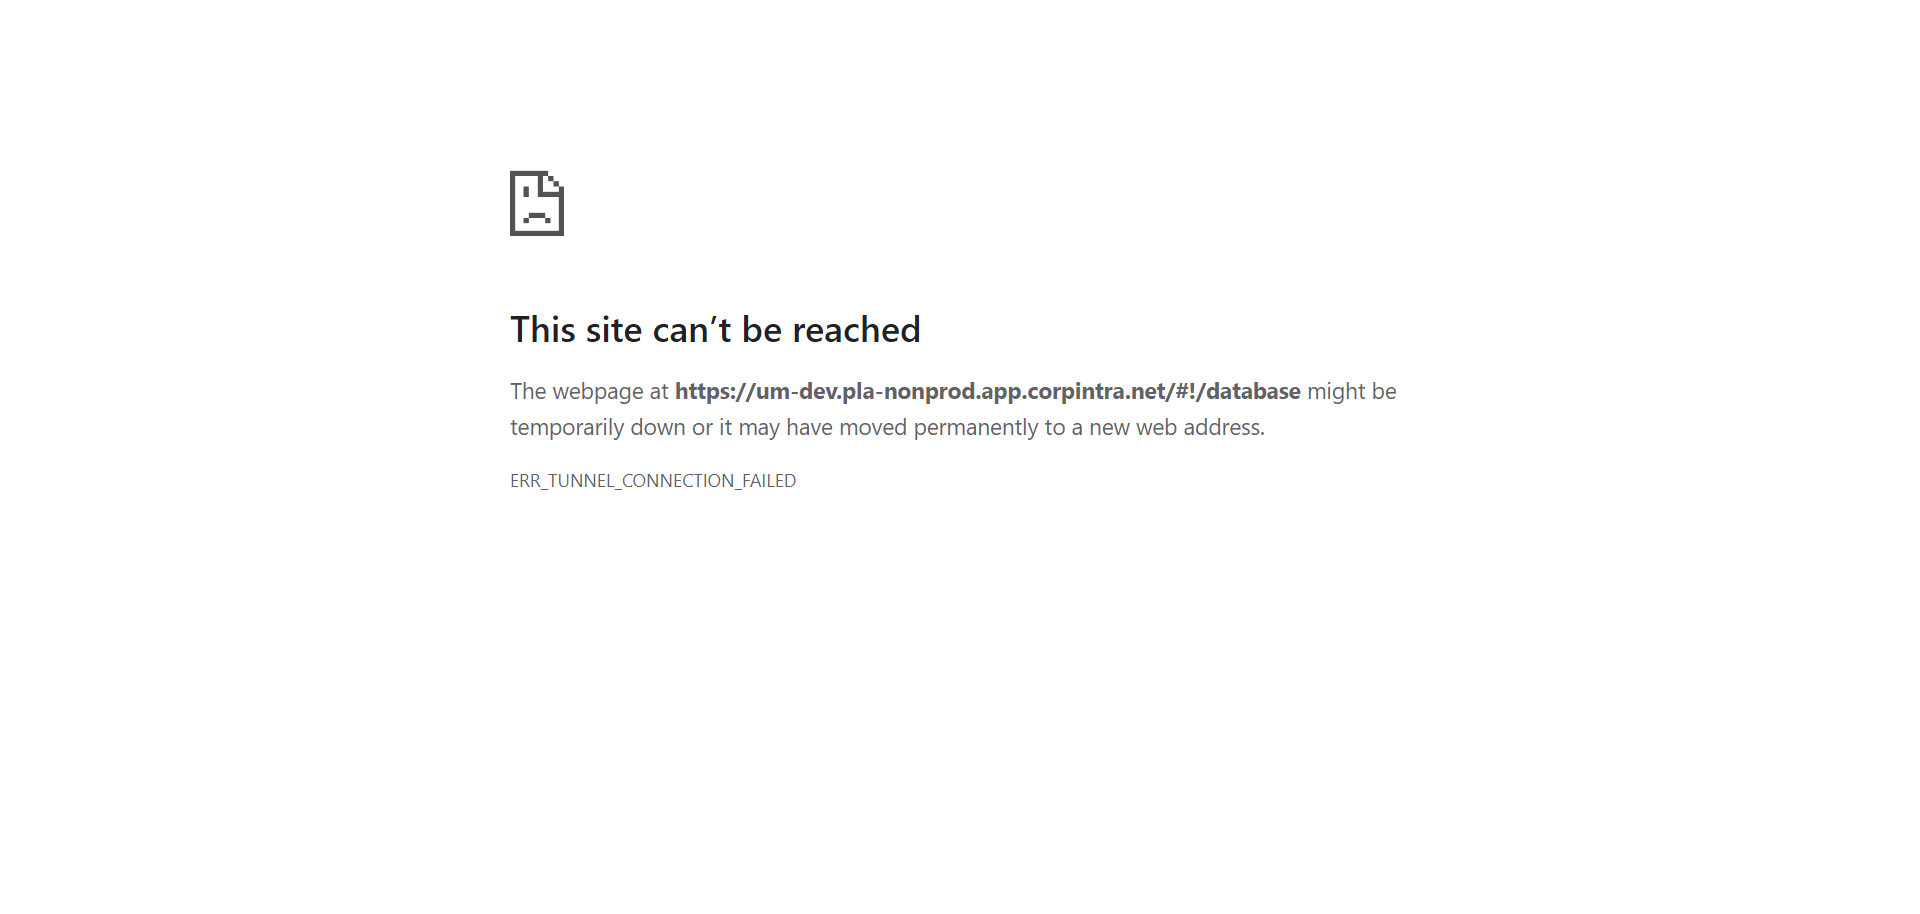 This site can’t be reached
The webpage at https://um-dev.pla-nonprod.app.corpintra.net/#!/database might be
temporarily down or it may have moved permanently to a new web address.
ERR_TUNNEL_CONNECTION_FAILED